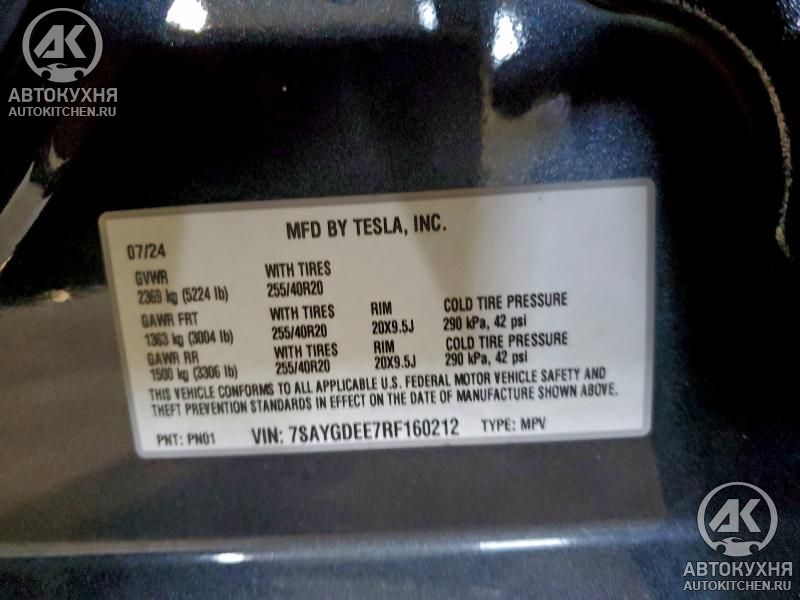 АК
АВТОКУХНЯ
AUTOKITCHEN.RU
MFD BY TESLA, INC.
07/24
GVWR WITH TIRES
2369 kg (5224 lb) 255/40R20
GAWR FRT WITH TIRES RIM COLD TIRE PRESSURE
1363 kg (3004 lb) 255/40R20 20X9.5J 290 kPa, 42 psi
GAWR RR WITH TIRES RIM COLD TIRE PRESSURE
1500 kg (3306 lb) 255/40R20 20X9.5J 290 kPa, 42 psi
THIS VEHICLE CONFORMS TO ALL APPLICABLE U.S. FEDERAL MOTOR VEHICLE SAFETY AND
THEFT PREVENTION STANDARDS IN EFFECT ON THE DATE OF MANUFACTURE SHOWN ABOVE.
PNT: PN01 VIN: 7SAYGDEE7RF160212 TYPE: MPV
АК
АВТОКУХНЯ
AUTOKITCHEN.RU